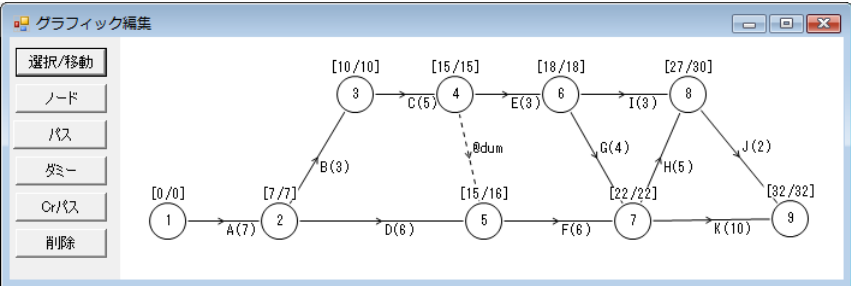 グラフィック編集
選択/移動
ノード
パス
ダミー
Crパス
削除
[10/10] [15/15] [18/18] [27/30]
3 4 6 8
C(5) E(3) I(3)
B(3) @dum G(4) H(5) J(2)
[0/0] [7/7] [15/16] [22/22] [32/32]
1 2 5 7 9
A(7) D(6) F(6) K(10)